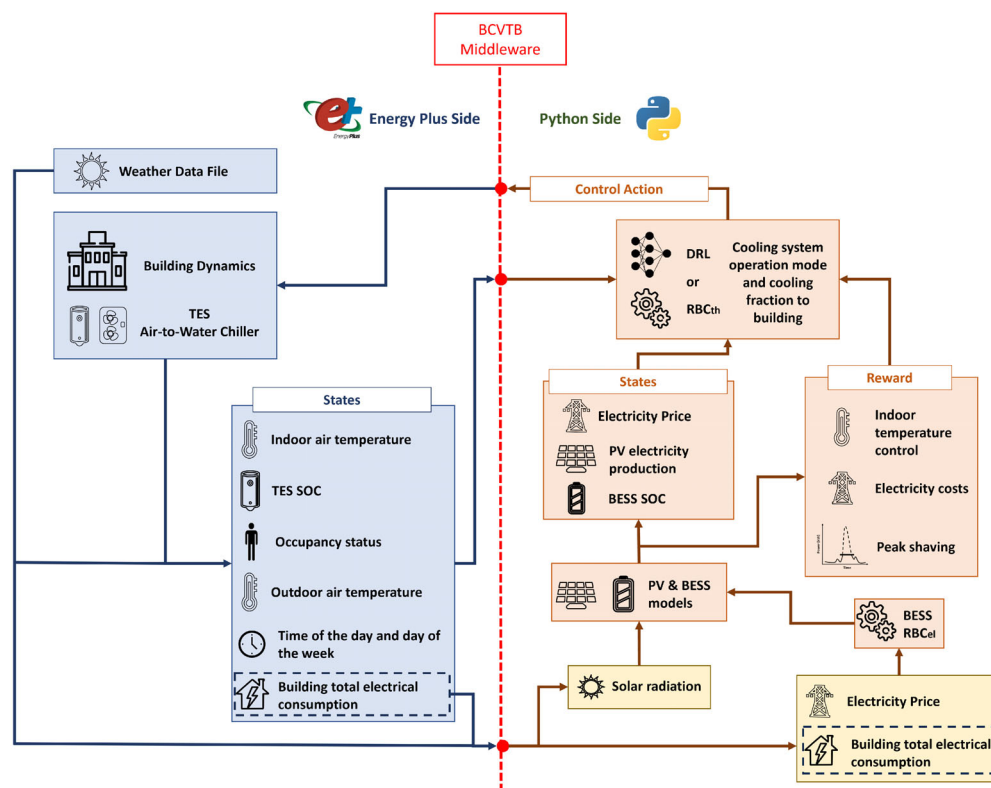 BCVTB
Middleware
EnergyPlus
Energy Plus Side
Python Side
Weather Data File
Control Action
Building Dynamics
TES
Air-to-Water Chiller
DRL
or
RBCth
Cooling system
operation mode
and cooling
fraction to
building
States
Indoor air temperature
TES SOC
Occupancy status
Outdoor air temperature
Time of the day and day of
the week
Building total electrical
consumption
States
Electricity Price
PV electricity
production
BESS SOC
Reward
Indoor
temperature
control
Electricity costs
Peak shaving
Time
PV & BESS
models
BESS
RBCel
Solar radiation
Electricity Price
Building total electrical
consumption